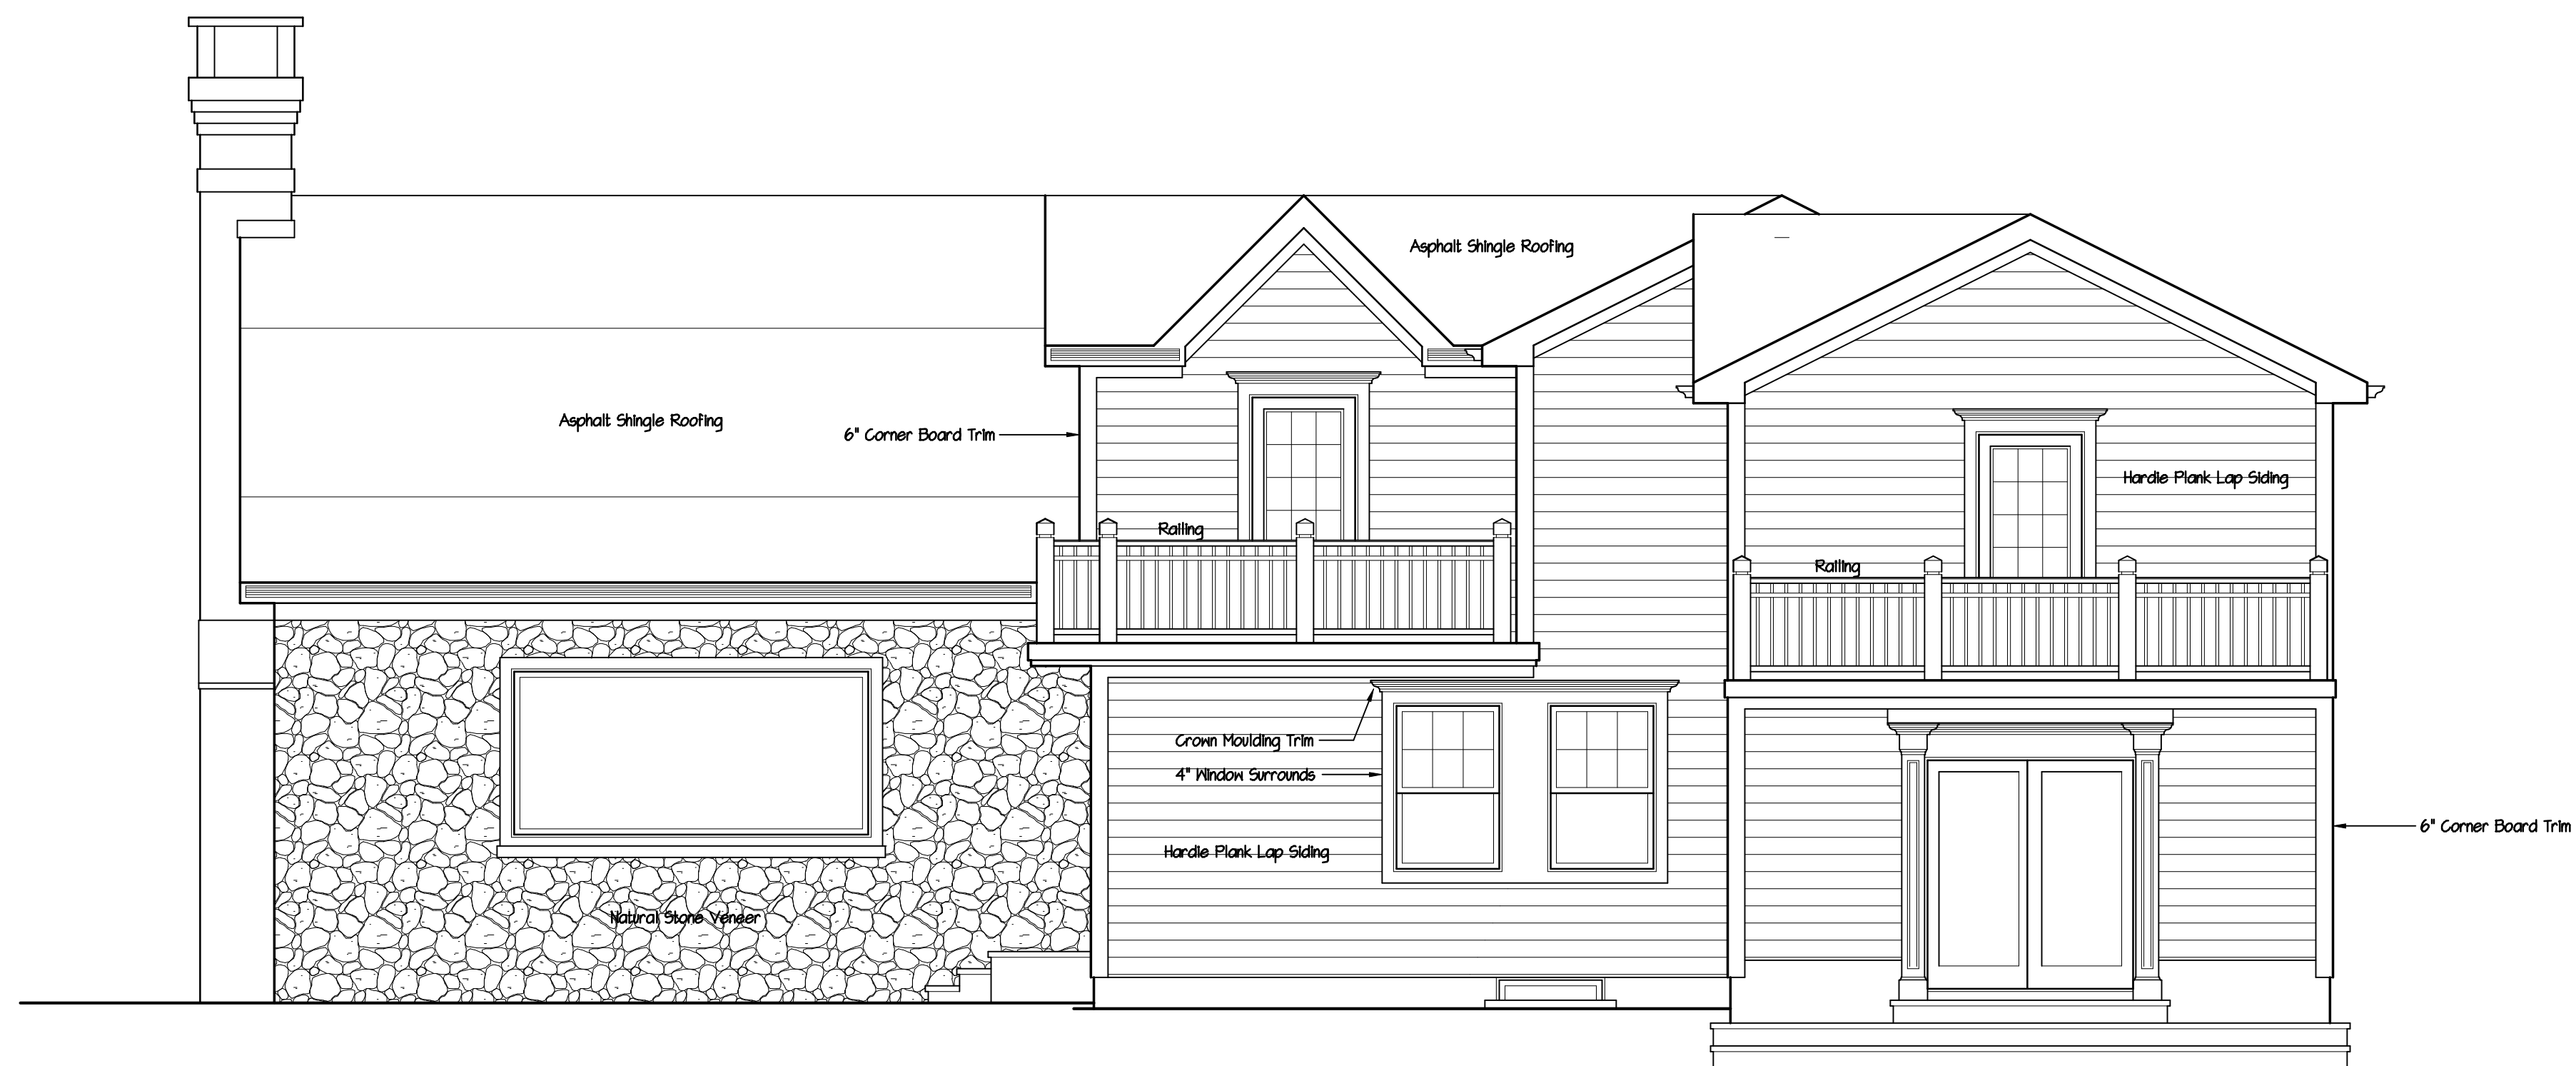 Asphalt Shingle Roofing
Asphalt Shingle Roofing
6" Corner Board Trim
Hardie Plank Lap Siding
Railing
Railing
Crown Moulding Trim
4" Window Surrounds
6" Corner Board Trim
Hardie Plank Lap Siding
Natural Stone Veneer